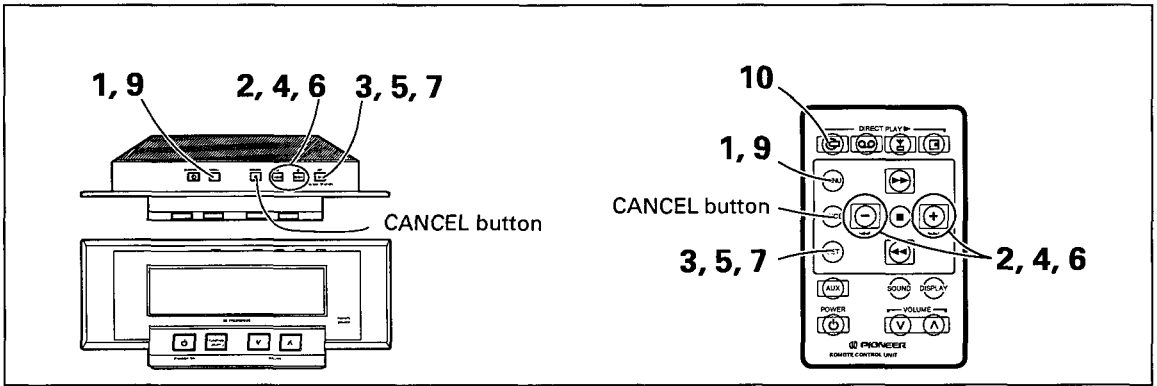 1, 9
2, 4, 6
3, 5, 7
CANCEL button
10
1, 9
CANCEL button
3, 5, 7
2, 4, 6
DIRECT PLAY
AUX
SOUND
DISPLAY
POWER
VOLUME
PIONEER
REMOTE CONTROL UNIT